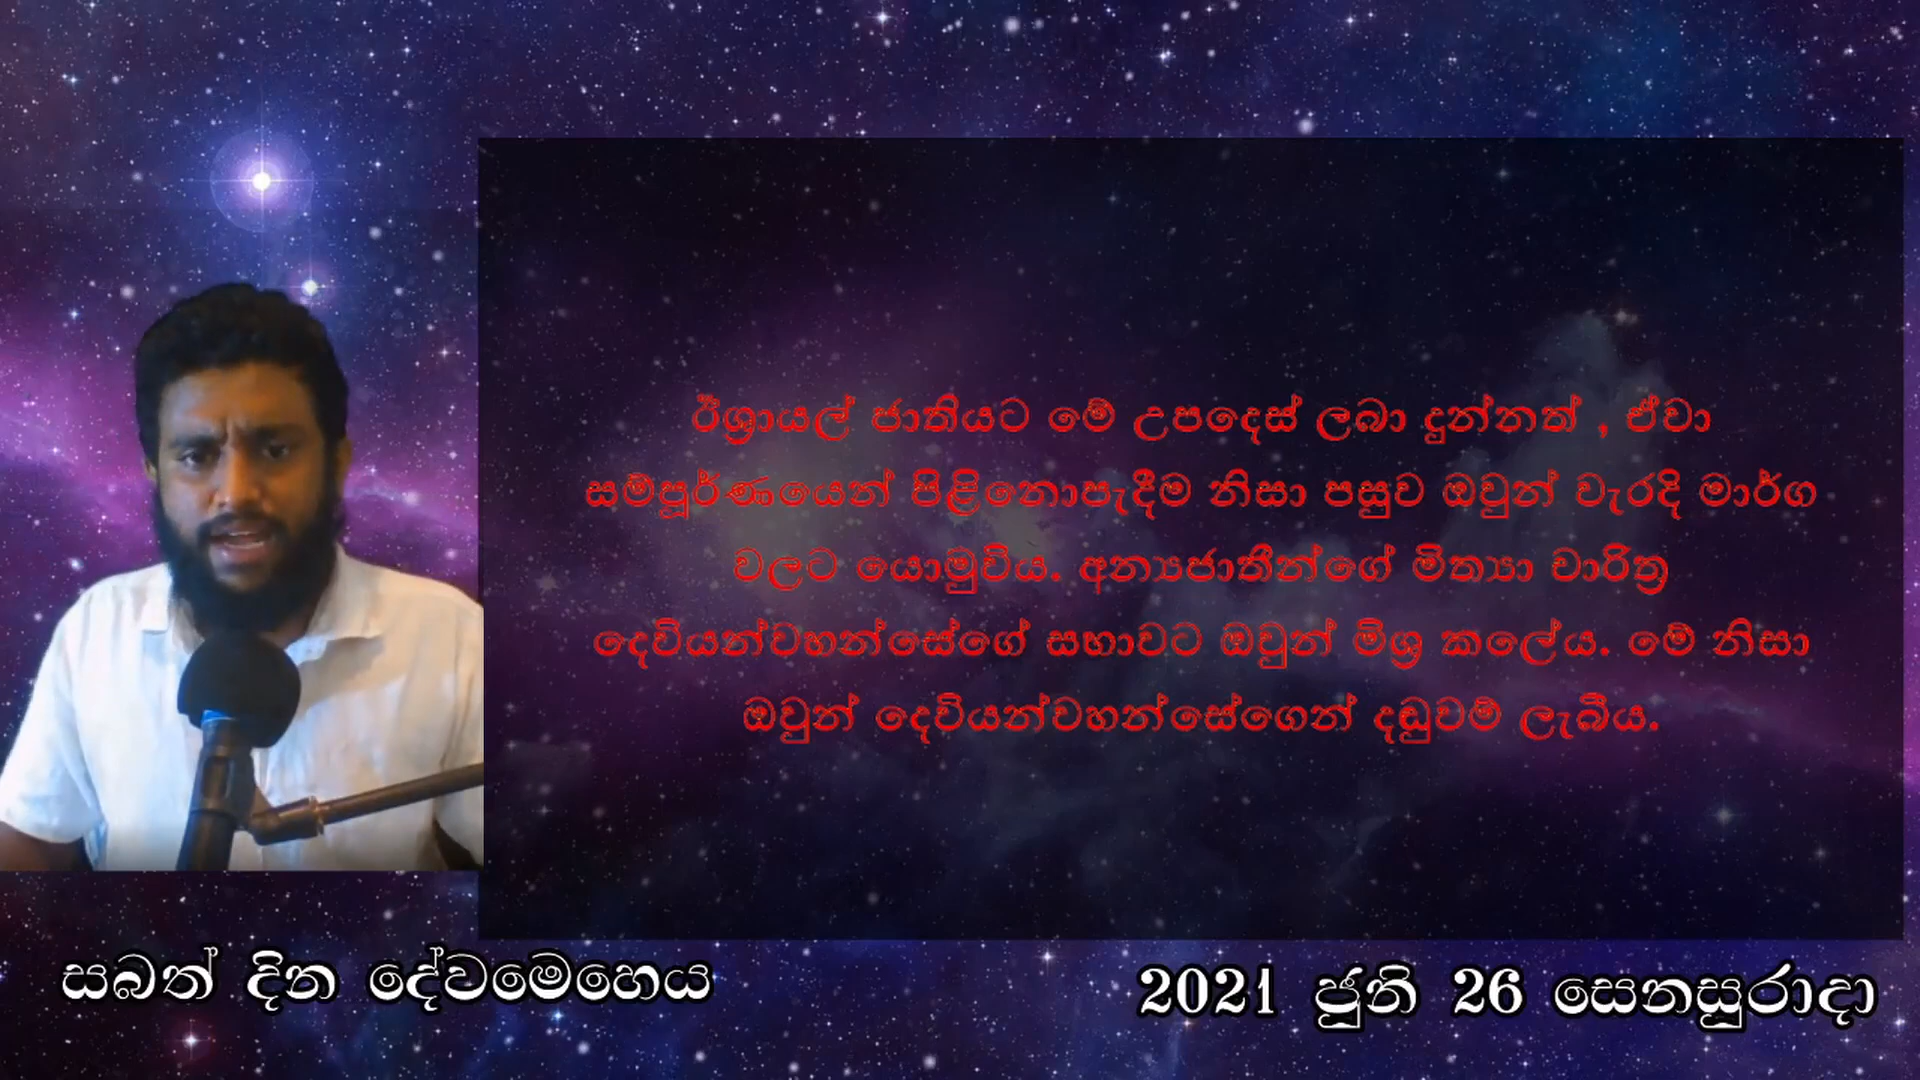 ඊශ්‍රායල් ජාතියට මේ උපදෙස් ලබා දුන්නත් , ඒවා
සම්පූර්ණයෙන් පිළිනොපැදීම නිසා පසුව ඔවුන් වැරදි මාර්ග
වලට යොමුවිය. අන්‍යජාතීන්ගේ මිත්‍යා චාරිත්‍ර
දෙවියන්වහන්සේගේ සභාවට ඔවුන් මිශ්‍ර කලේය. මේ නිසා
ඔවුන් දෙවියන්වහන්සේගෙන් දඬුවම් ලැබීය.
සබත් දින දේවමෙහෙය
2021 ජුනි 26 සෙනසුරාදා